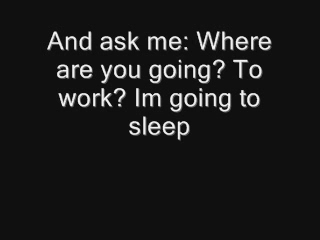 And ask me: Where
are you going? To
work? Im going to
sleep